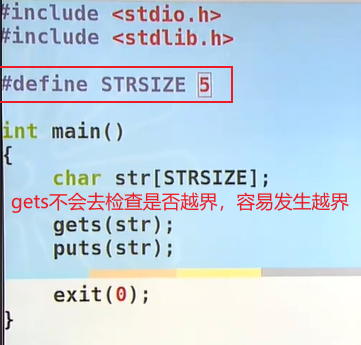 #include <stdio.h>
#include <stdlib.h>
#define STRSIZE 5
int main()
{
char str[STRSIZE];
gets不会去检查是否越界，容易发生越界
gets(str);
puts(str);
exit(0);
}